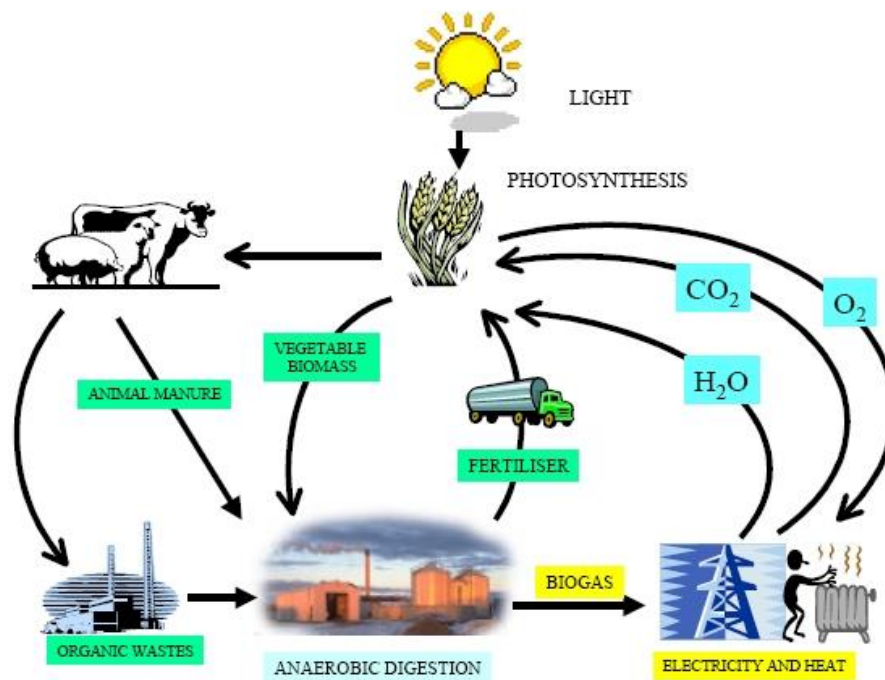 LIGHT
PHOTOSYNTHESIS
CO₂
O₂
VEGETABLE
BIOMASS
H₂O
ANIMAL MANURE
FERTILISER
BIOGAS
ORGANIC WASTES
ANAEROBIC DIGESTION
ELECTRICITY AND HEAT